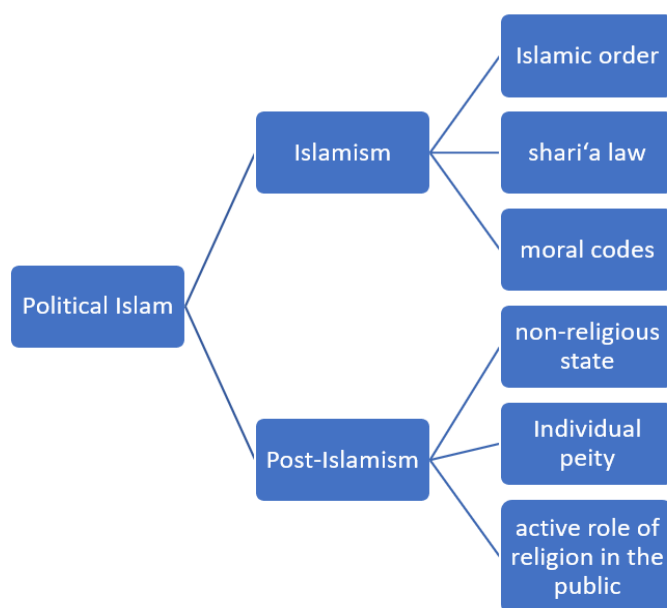 Political Islam
Islamism
Islamic order
shari‘a law
moral codes
Post-Islamism
non-religious
state
Individual
peity
active role of
religion in the
public